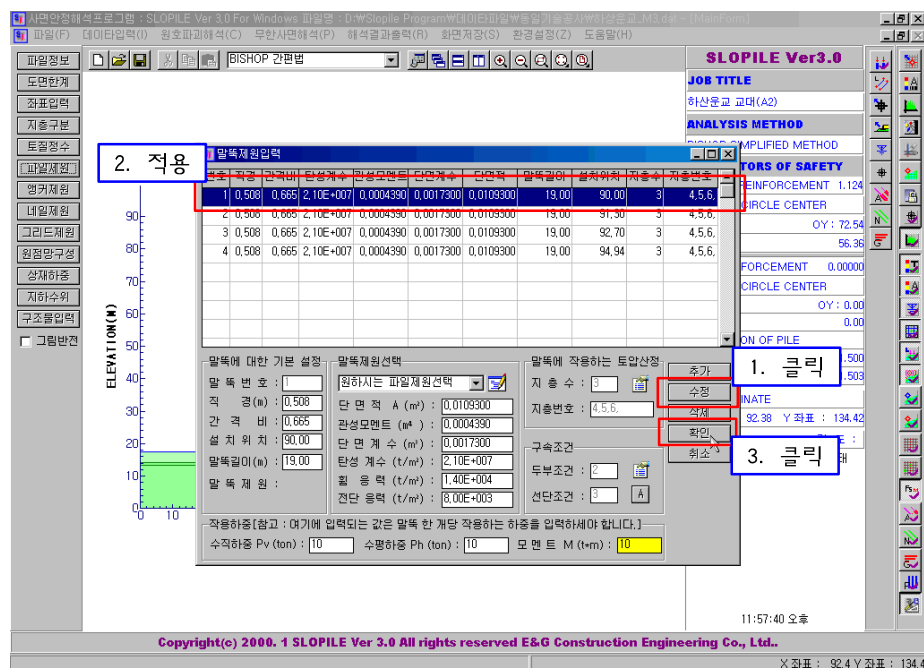 사면안정해석프로그램 : SLOPILE Ver 3.0 For Windows 파일명 : D:\Slopile Program\데이타파일\동일기술공사\하상운교_M3.dat - [MainForm]
파일(F) 데이타입력(I) 원호파괴해석(C) 무한사면해석(P) 해석결과출력(R) 화면저장(S) 환경설정(Z) 도움말(H)
파일정보
도면한계
좌표입력
지층구분
토질정수
파일제원
앵커제원
네일제원
그리드제원
원점망구성
상재하중
지하수위
구조물입력
그림반전
BISHOP 간편법
SLOPILE Ver3.0
JOB TITLE
하산운교 교대(A2)
ANALYSIS METHOD
MPLIFIED METHOD
TORS OF SAFETY
EINFORCEMENT 1.124
CIRCLE CENTER
OY : 72.54
56.36
FORCEMENT 0.00000
CIRCLE CENTER
OY : 0.00
0.00
ON OF PILE
.500
.503
INATE
92.38 Y 좌표 : 134.42
11:57:40 오후
ELEVATION(M)
90
80
70
60
50
40
10
0
0 10
2. 적용
말뚝제원입력
번호 직경 간격비 탄성계수 관성모멘트 단면계수 단면적 말뚝길이 설치위치 지층수 지층번호
1 0,508 0,665 2,10E+007 0,0004390 0,0017300 0,0109300 19,00 90,00 3 4,5,6,
2 0,508 0,665 2,10E+007 0,0004390 0,0017300 0,0109300 19,00 91,30 3 4,5,6,
3 0,508 0,665 2,10E+007 0,0004390 0,0017300 0,0109300 19,00 92,70 3 4,5,6,
4 0,508 0,665 2,10E+007 0,0004390 0,0017300 0,0109300 19,00 94,94 3 4,5,6,
말뚝에 대한 기본 설정
말 뚝 번 호 : 1
직 경(m) : 0,508
간 격 비 : 0,665
설 치 위 치 : 90,00
말뚝길이(m) : 19,00
말 뚝 제 원 :
말뚝제원선택
원하시는 파일제원선택
단 면 적 A (m²) : 0,0109300
관성모멘트 (m⁴) : 0,0004390
단 면 계 수 (m³) : 0,0017300
탄성 계수 (t/m²) : 2,10E+007
휨 응 력 (t/m²) : 1,40E+004
전단 응력 (t/m²) : 8,00E+003
말뚝에 작용하는 토압산정
지 층 수 : 3
지층번호 : 4,5,6,
구속조건
두부조건 : 2
선단조건 : 3 A
추가
수정
삭제
확인
취소
1. 클릭
3. 클릭
작용하중[참고 : 여기에 입력되는 값은 말뚝 한 개당 작용하는 하중을 입력하셔야 합니다.]
수직하중 Pv (ton) : 10 수평하중 Ph (ton) : 10 모 멘 트 M (t*m) : 10
Copyright(c) 2000. 1 SLOPILE Ver 3.0 All rights reserved E&G Construction Engineering Co., Ltd..
X 좌표 : 92.4 Y 좌표 : 134.4